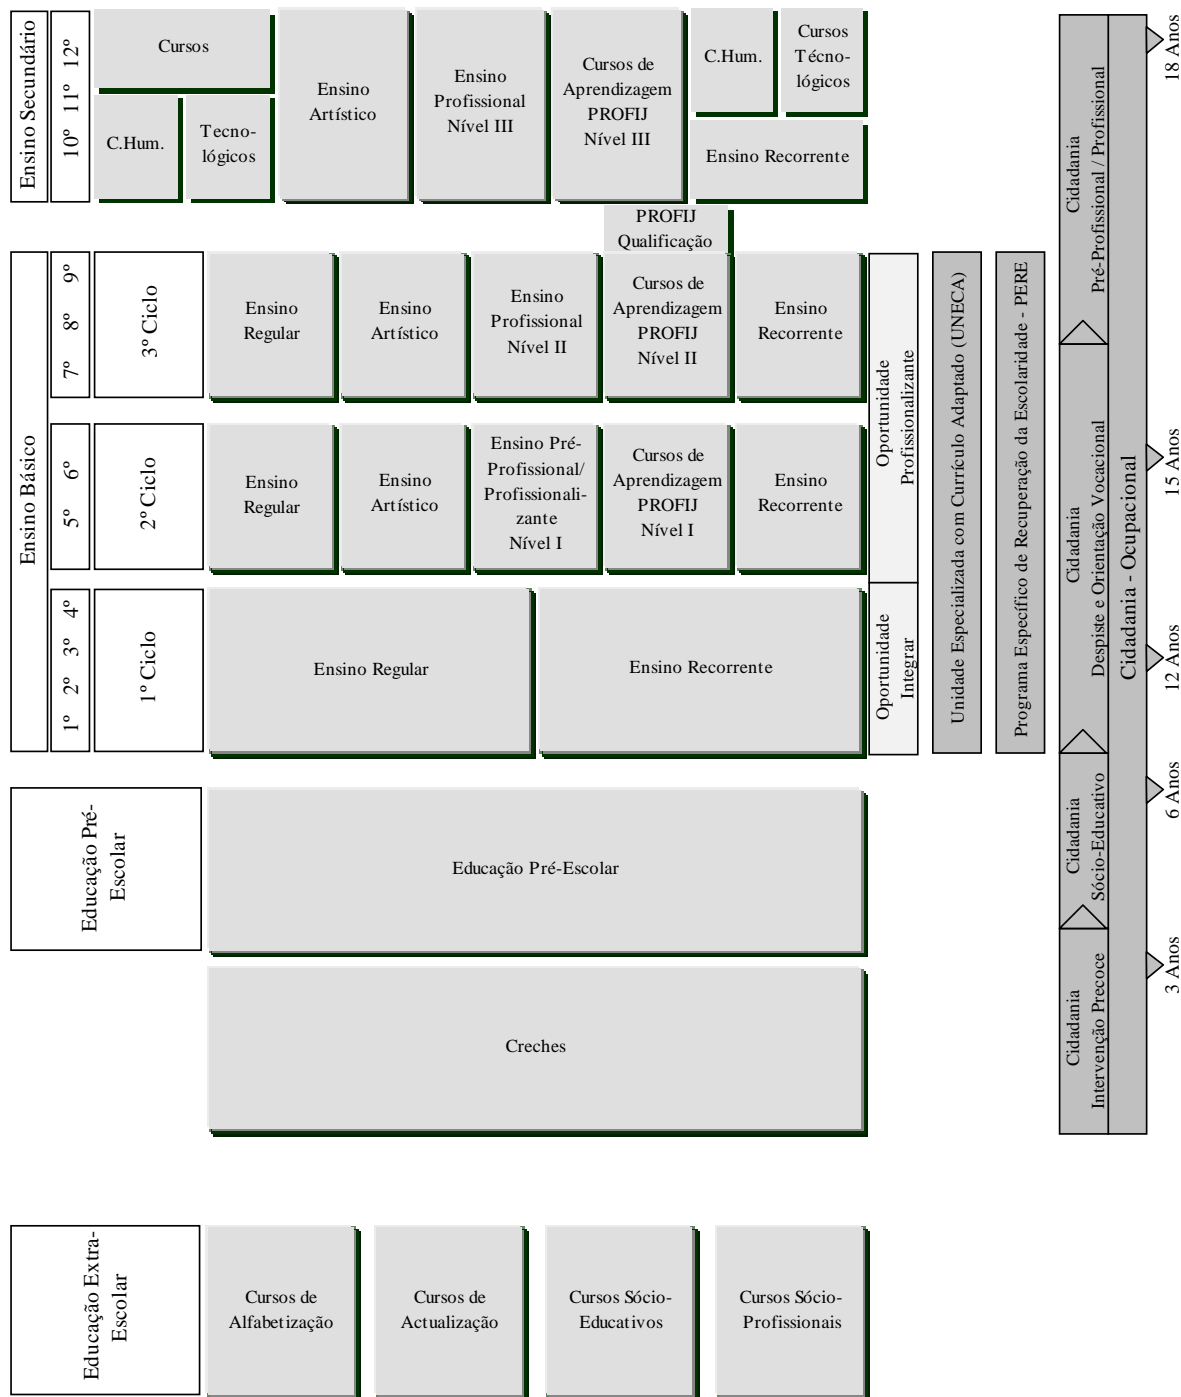 Ensino Secundário
10º 11º 12º
Cursos
C.Hum.
Tecno-
lógicos
Ensino
Artístico
Ensino
Profissional
Nível III
Cursos de
Aprendizagem
PROFIJ
Nível III
C.Hum.
Cursos
Técno-
lógicos
Ensino Recorrente
PROFIJ
Qualificação
Ensino Básico
7º 8º 9º
3º Ciclo
Ensino
Regular
Ensino
Artístico
Ensino
Profissional
Nível II
Cursos de
Aprendizagem
PROFIJ
Nível II
Ensino
Recorrente
5º 6º
2º Ciclo
Ensino
Regular
Ensino
Artístico
Ensino Pré-
Profissional/
Profissionali-
zante
Nível I
Cursos de
Aprendizagem
PROFIJ
Nível I
Ensino
Recorrente
1º 2º 3º 4º
1º Ciclo
Ensino Regular
Ensino Recorrente
Oportunidade
Profissionalizante
Oportunidade
Integrar
Unidade Especializada com Currículo Adaptado (UNECA)
Programa Específico de Recuperação da Escolaridade - PERE
Cidadania
Pré-Profissional / Profissional
Cidadania
Despiste e Orientação Vocacional
Cidadania
Sócio-Educativo
Cidadania
Intervenção Precoce
Cidadania - Ocupacional
18 Anos
15 Anos
12 Anos
6 Anos
3 Anos
Educação Pré-
Escolar
Educação Pré-Escolar
Creches
Educação Extra-
Escolar
Cursos de
Alfabetização
Cursos de
Actualização
Cursos Sócio-
Educativos
Cursos Sócio-
Profissionais